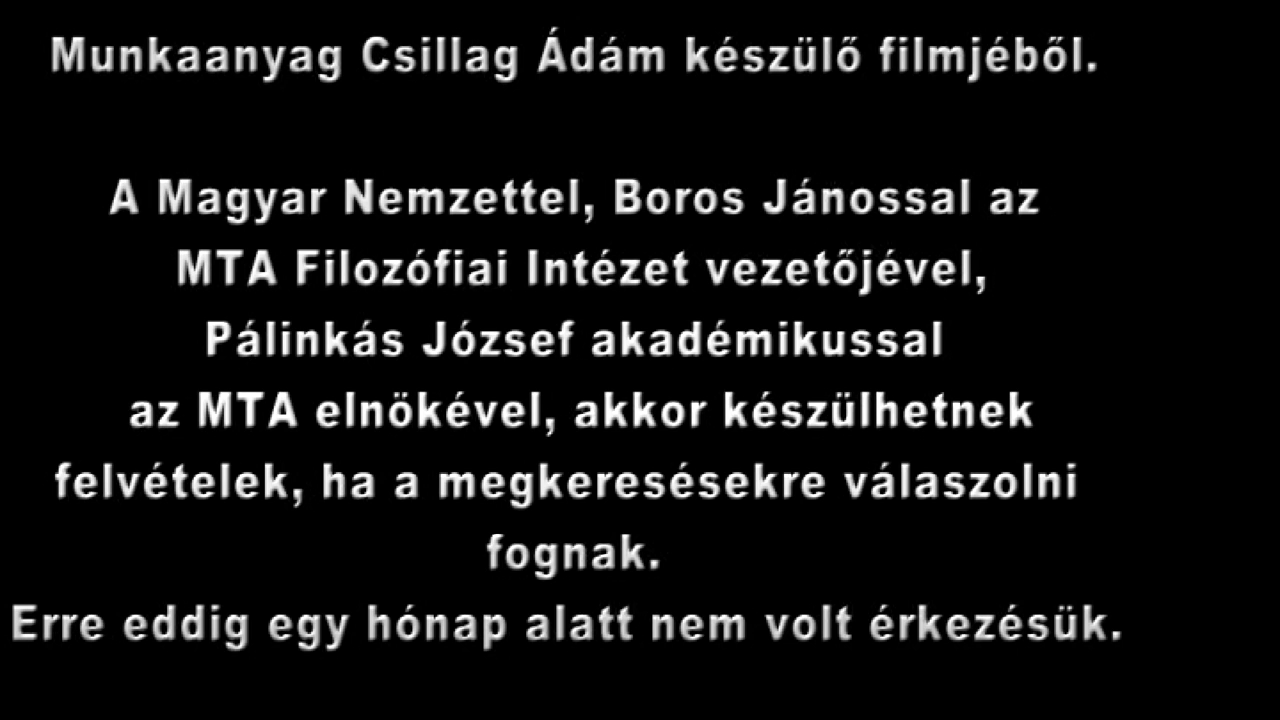 Munkaanyag Csillag Ádám készülő filmjéből.
A Magyar Nemzettel, Boros Jánossal az
MTA Filozófiai Intézet vezetőjével,
Pálinkás József akadémikussal
az MTA elnökével, akkor készülhetnek
felvételek, ha a megkeresésekre válaszolni
fognak.
Erre eddig egy hónap alatt nem volt érkezésük.